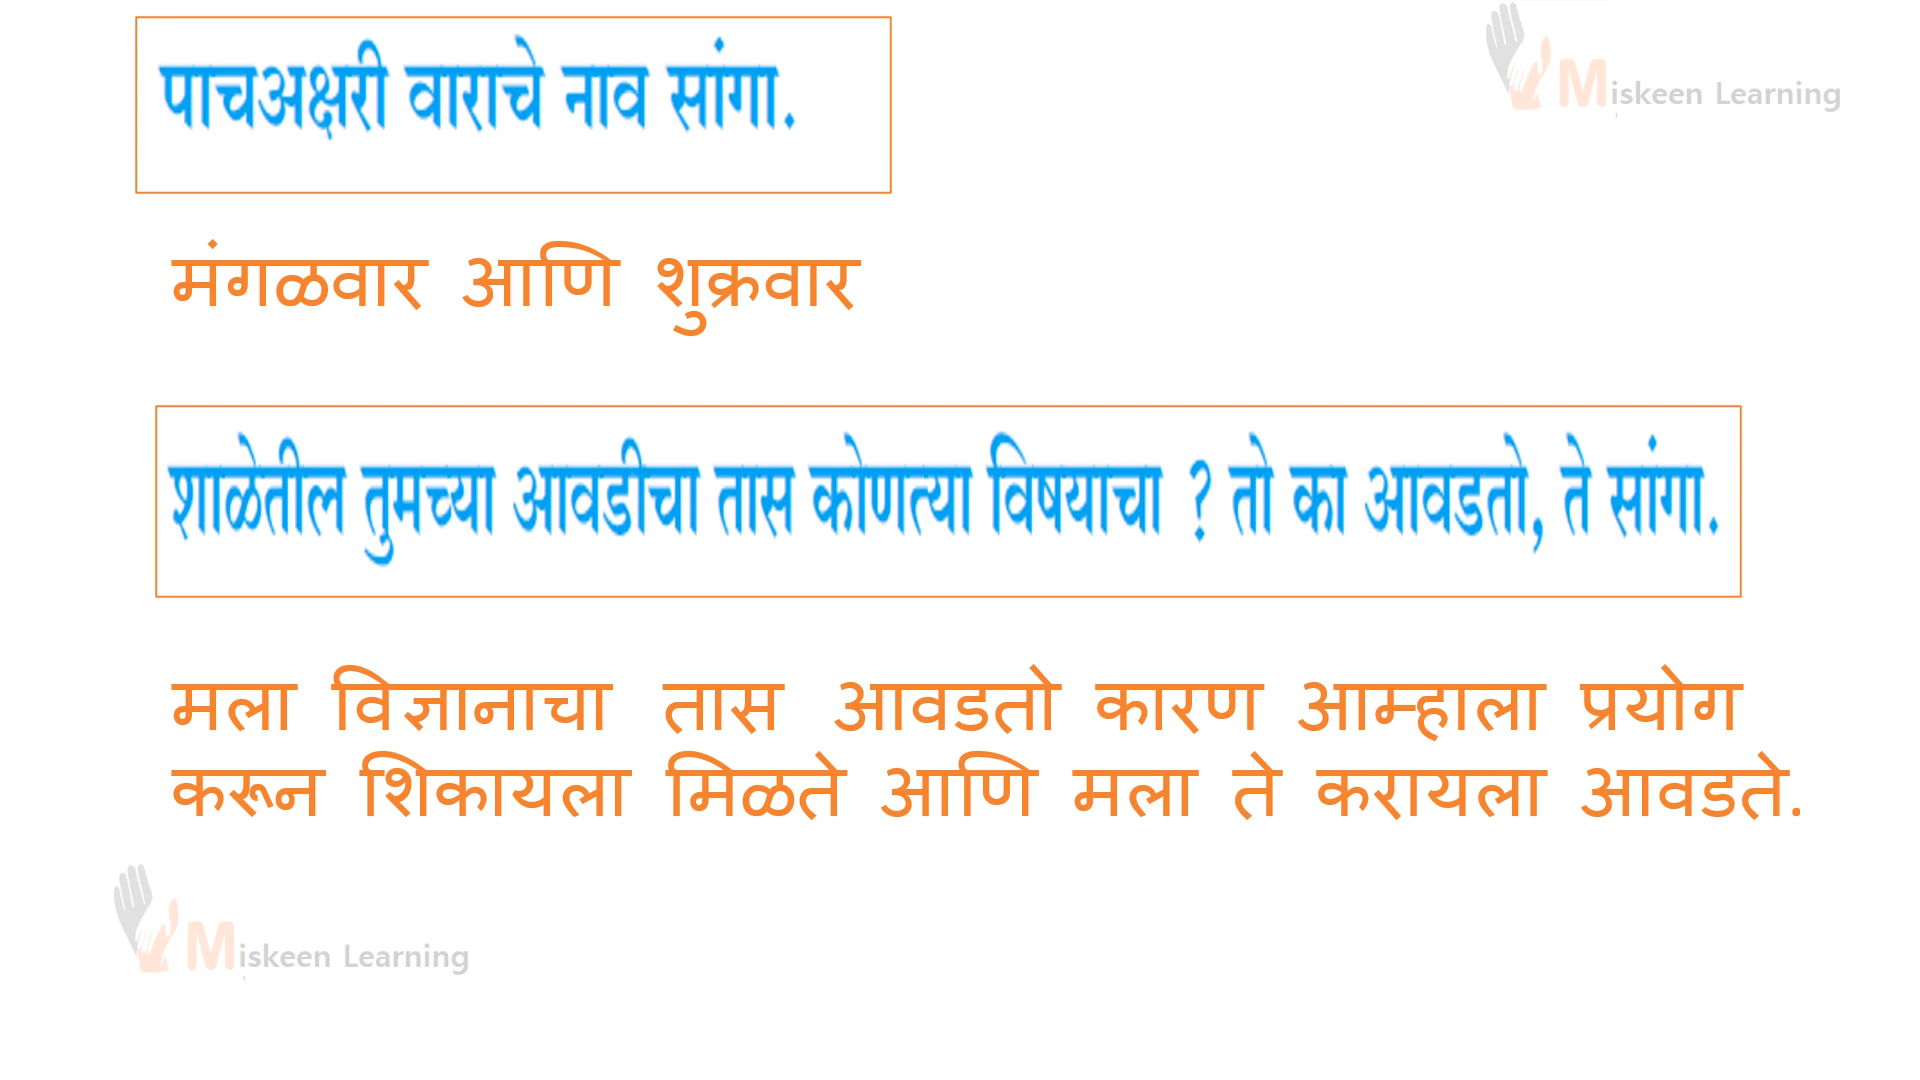 पाचअक्षरी वाराचे नाव सांगा.
Miskeen Learning
मंगळवार आणि शुक्रवार
शाळेतील तुमच्या आवडीचा तास कोणत्या विषयाचा ? तो का आवडतो, ते सांगा.
मला विज्ञानाचा तास आवडतो कारण आम्हाला प्रयोग
करून शिकायला मिळते आणि मला ते करायला आवडते.
Miskeen Learning